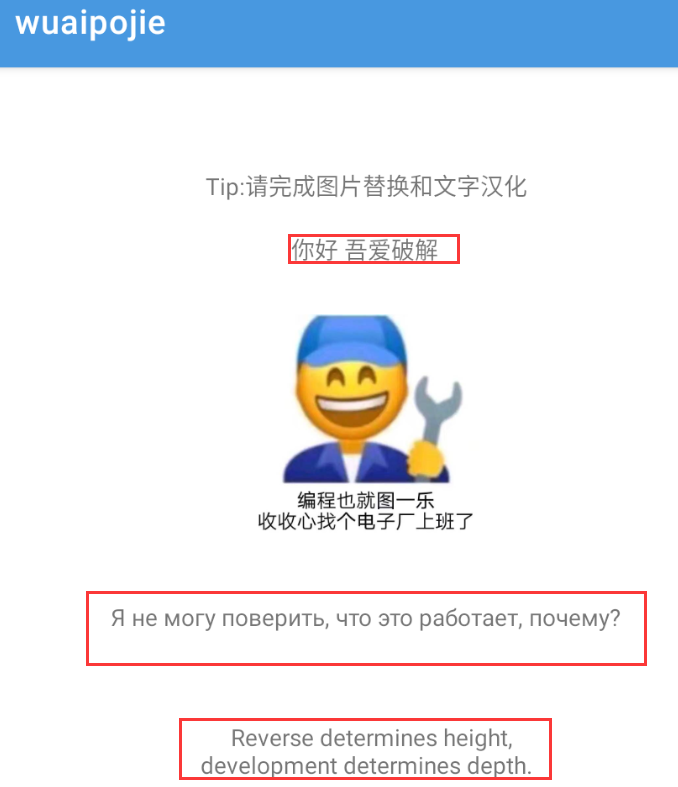 wuaipojie
Tip:请完成图片替换和文字汉化
你好 吾爱破解
编程也就图一乐
收收心找个电子厂上班了
Я не могу поверить, что это работает, почему?
Reverse determines height,
development determines depth.